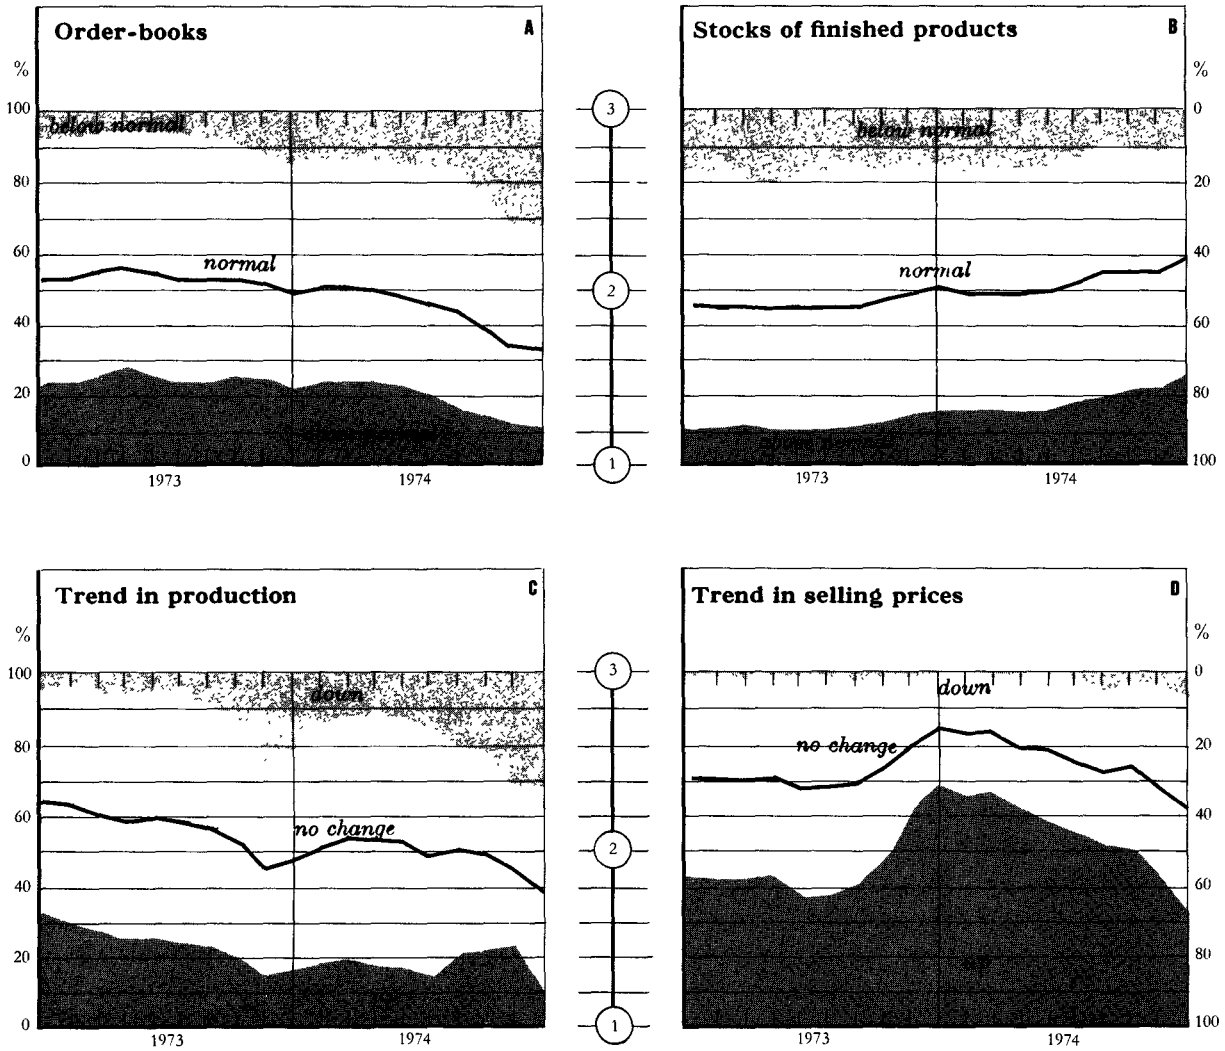 Order-books
A
%
100
80
60
40
20
0
below normal
normal
1973
1974
3
2
1
Stocks of finished products
B
%
0
20
40
60
80
100
below normal
normal
above normal
1973
1974
Trend in production
C
%
100
80
60
40
20
0
down
no change
1973
1974
3
2
1
Trend in selling prices
D
%
0
20
40
60
80
100
down
no change
1973
1974